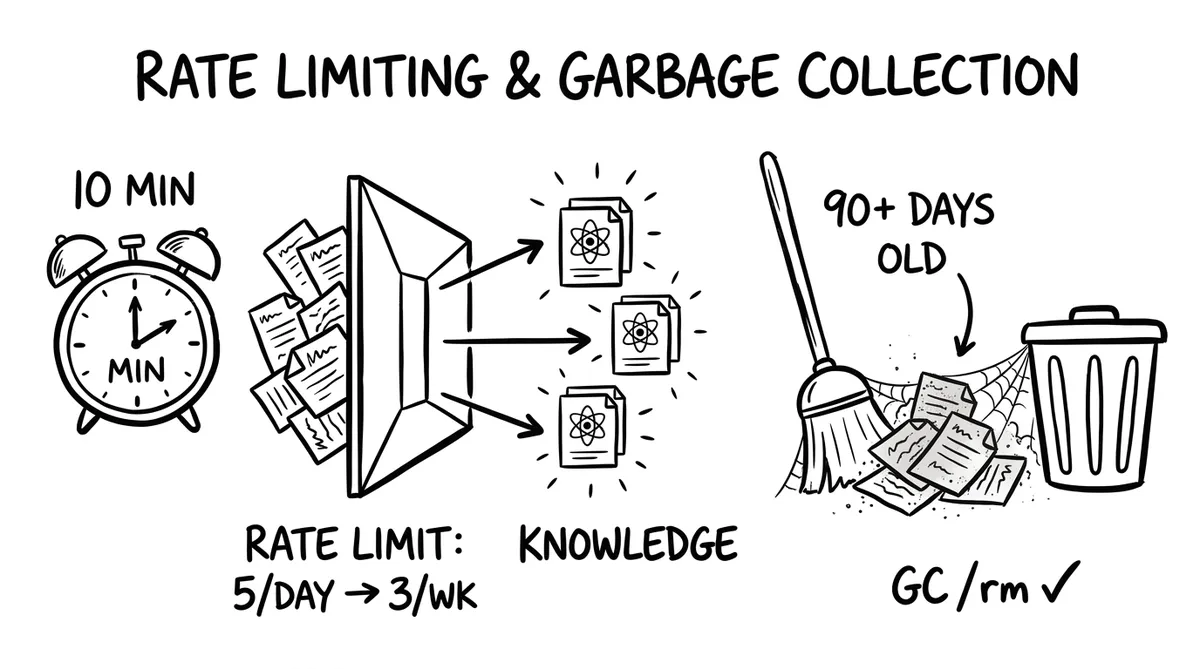 RATE LIMITING & GARBAGE COLLECTION
10 MIN
MIN
RATE LIMIT:
5/DAY → 3/WK
KNOWLEDGE
90+ DAYS
OLD
GC/rm ✓